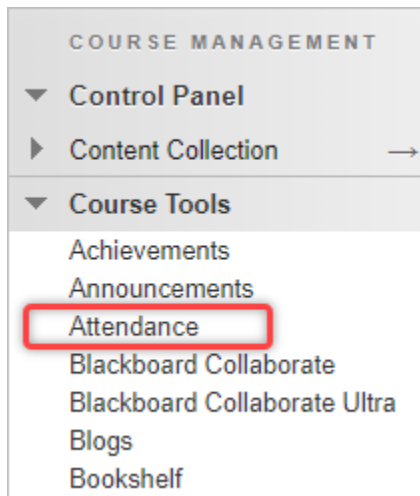 COURSE MANAGEMENT
Control Panel
Content Collection →
Course Tools
Achievements
Announcements
Attendance
Blackboard Collaborate
Blackboard Collaborate Ultra
Blogs
Bookshelf